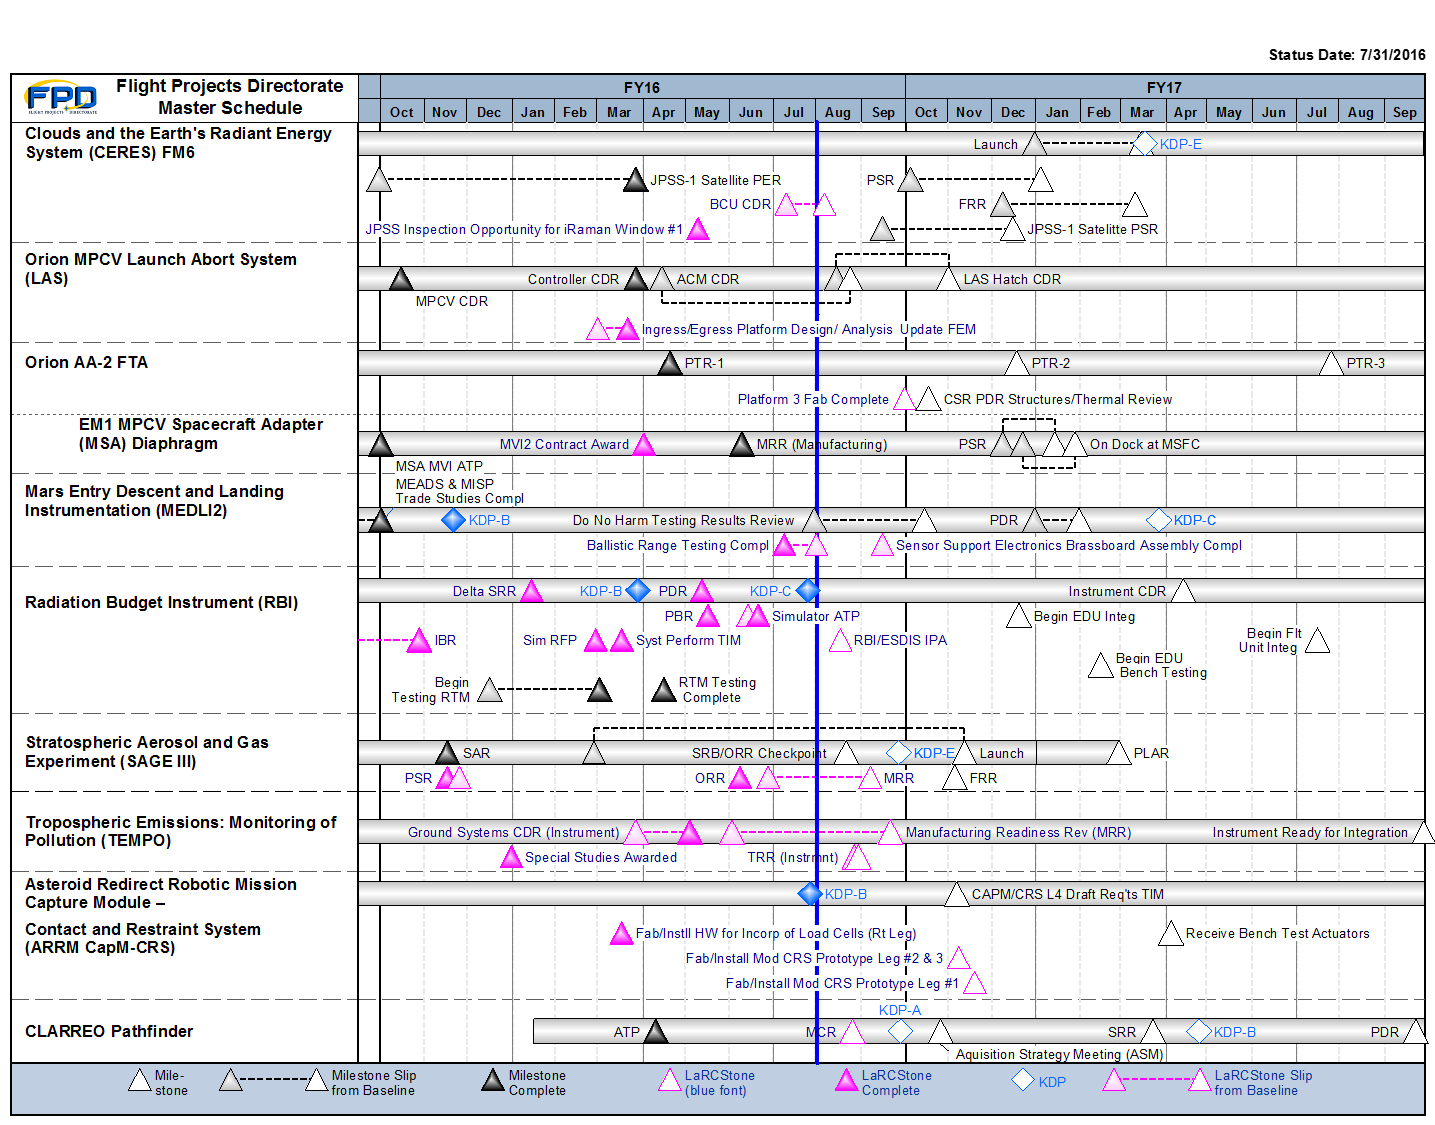 Status Date: 7/31/2016
FPD
FLIGHT PROJECTS DIRECTORATE
Flight Projects Directorate
Master Schedule
FY16
FY17
Oct Nov Dec Jan Feb Mar Apr May Jun Jul Aug Sep Oct Nov Dec Jan Feb Mar Apr May Jun Jul Aug Sep
Clouds and the Earth's Radiant Energy
System (CERES) FM6
Launch
KDP-E
JPSS-1 Satellite PER
PSR
BCU CDR
FRR
JPSS Inspection Opportunity for iRaman Window #1
JPSS-1 Satelitte PSR
Orion MPCV Launch Abort System
(LAS)
Controller CDR
ACM CDR
LAS Hatch CDR
MPCV CDR
Ingress/Egress Platform Design/ Analysis Update FEM
Orion AA-2 FTA
PTR-1
PTR-2
PTR-3
Platform 3 Fab Complete
CSR PDR Structures/Thermal Review
EM1 MPCV Spacecraft Adapter
(MSA) Diaphragm
MVI2 Contract Award
MRR (Manufacturing)
PSR
On Dock at MSFC
MSA MVI ATP
Mars Entry Descent and Landing
Instrumentation (MEDLI2)
MEADS & MISP
Trade Studies Compl
KDP-B
Do No Harm Testing Results Review
PDR
KDP-C
Ballistic Range Testing Compl
Sensor Support Electronics Brassboard Assembly Compl
Radiation Budget Instrument (RBI)
Delta SRR
KDP-B
PDR
KDP-C
Instrument CDR
PBR
Simulator ATP
Begin EDU Integ
IBR
Sim RFP
Syst Perform TIM
RBI/ESDIS IPA
Begin Flt
Unit Integ
Begin EDU
Bench Testing
Begin
Testing RTM
RTM Testing
Complete
Stratospheric Aerosol and Gas
Experiment (SAGE III)
SAR
SRB/ORR Checkpoint
KDP-E
Launch
PLAR
PSR
ORR
MRR
FRR
Tropospheric Emissions: Monitoring of
Pollution (TEMPO)
Ground Systems CDR (Instrument)
Manufacturing Readiness Rev (MRR)
Instrument Ready for Integration
Special Studies Awarded
TRR (Instrmnt)
Asteroid Redirect Robotic Mission
Capture Module –
Contact and Restraint System
(ARRM CapM-CRS)
KDP-B
CAPM/CRS L4 Draft Req'ts TIM
Fab/Instll HW for Incorp of Load Cells (Rt Leg)
Receive Bench Test Actuators
Fab/Install Mod CRS Prototype Leg #2 & 3
Fab/Install Mod CRS Prototype Leg #1
CLARREO Pathfinder
KDP-A
ATP
MCR
SRR
KDP-B
PDR
Aquisition Strategy Meeting (ASM)
Mile-
stone
Milestone Slip
from Baseline
Milestone
Complete
LaRCStone
(blue font)
LaRCStone
Complete
KDP
LaRCStone Slip
from Baseline